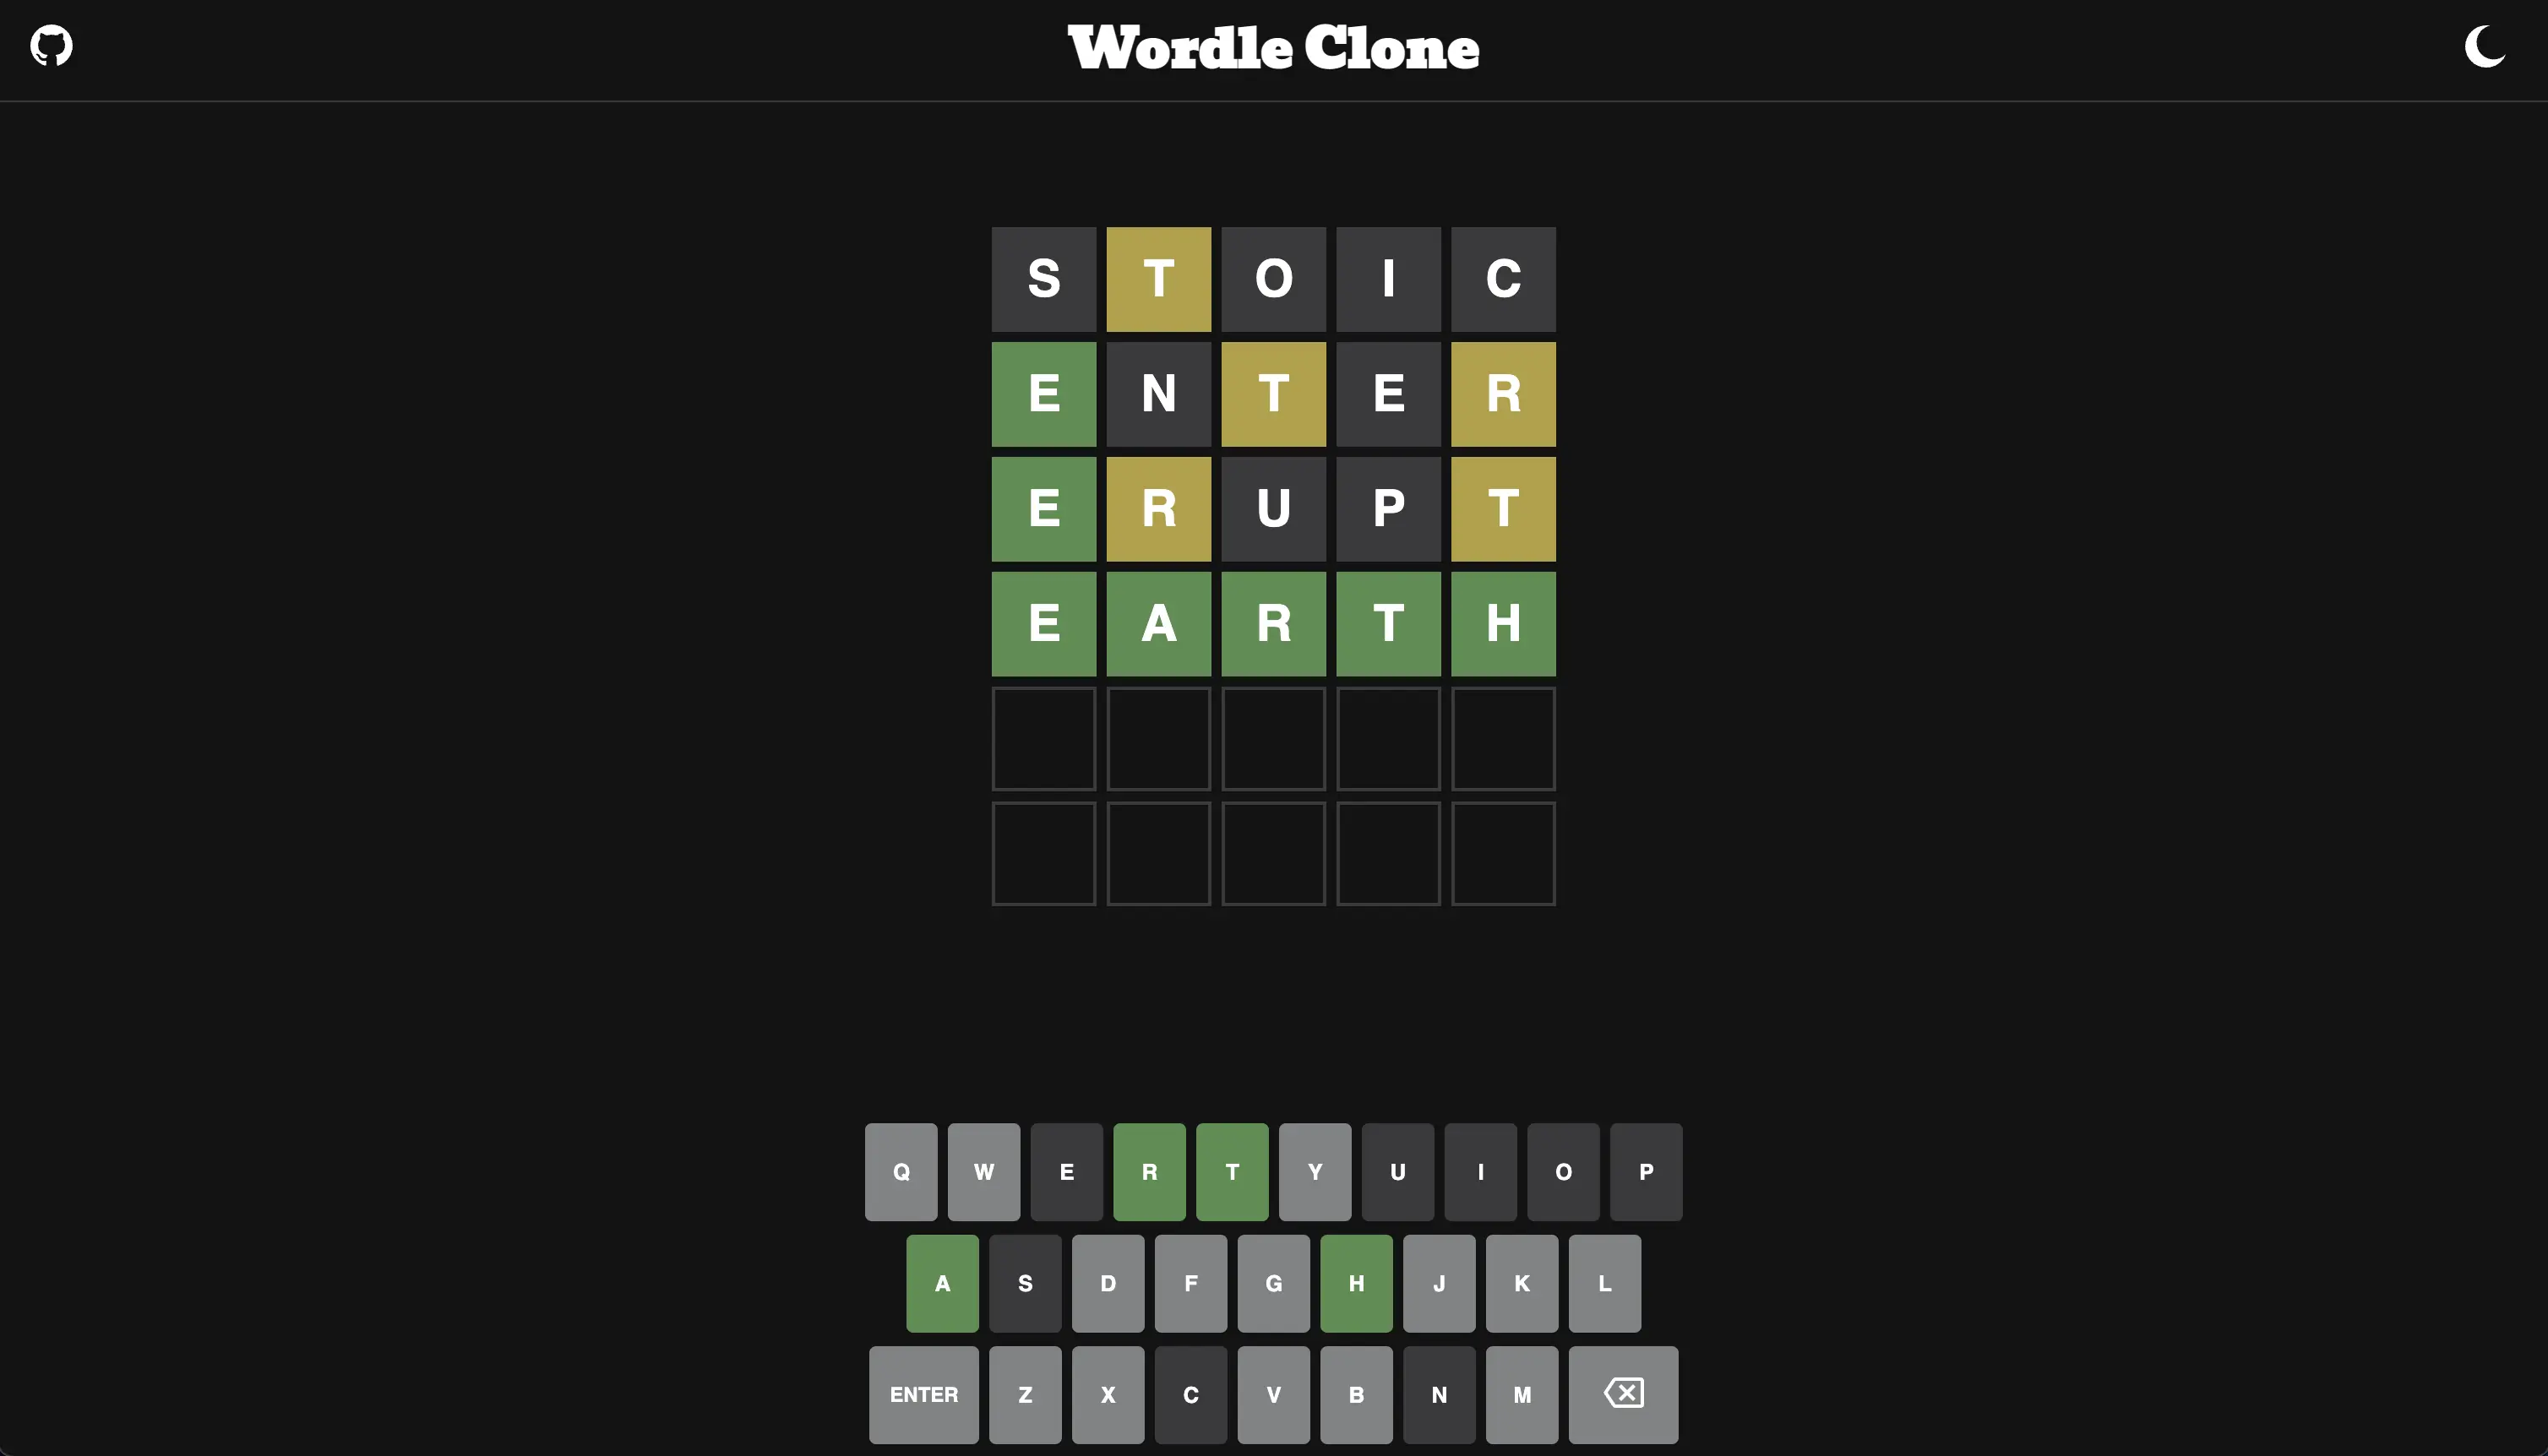 Wordle Clone
S T O I C
E N T E R
E R U P T
E A R T H
Q W E R T Y U I O P
A S D F G H J K L
ENTER Z X C V B N M